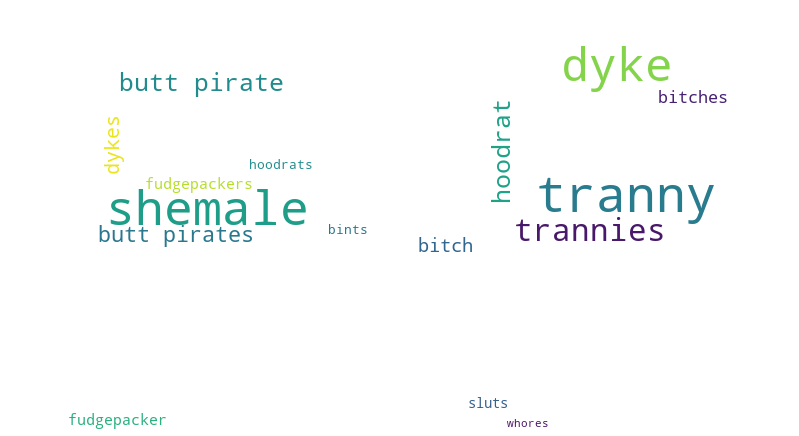 dyke
butt pirate
bitches
dykes
hoodrat
hoodrats
fudgepackers
tranny
shemale
trannies
bints
butt pirates
bitch
sluts
fudgepacker
whores